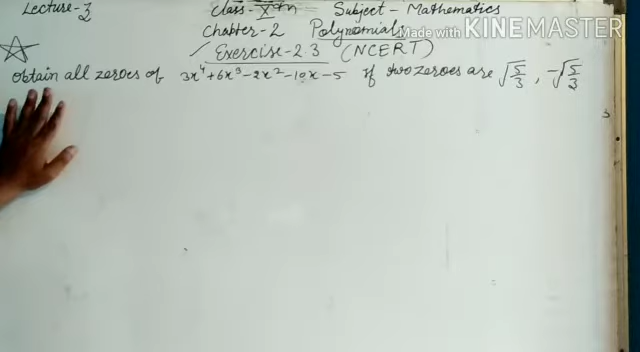 Lecture-3
Class-Xth Subject- Mathematics
Chapter-2 Polynomials
Made with KINEMASTER
Exercise-2.3 (NCERT)
Obtain all zeroes of 3x⁴+6x³-2x²-10x-5 If two zeroes are √5/3, -√5/3